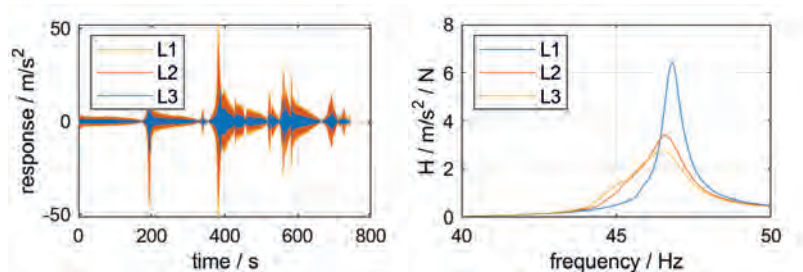 response / m/s²
50
0
-50
L1
L2
L3
0 200 400 600 800
time / s
H / m/s² / N
8
6
4
2
0
L1
L2
L3
40 45 50
frequency / Hz